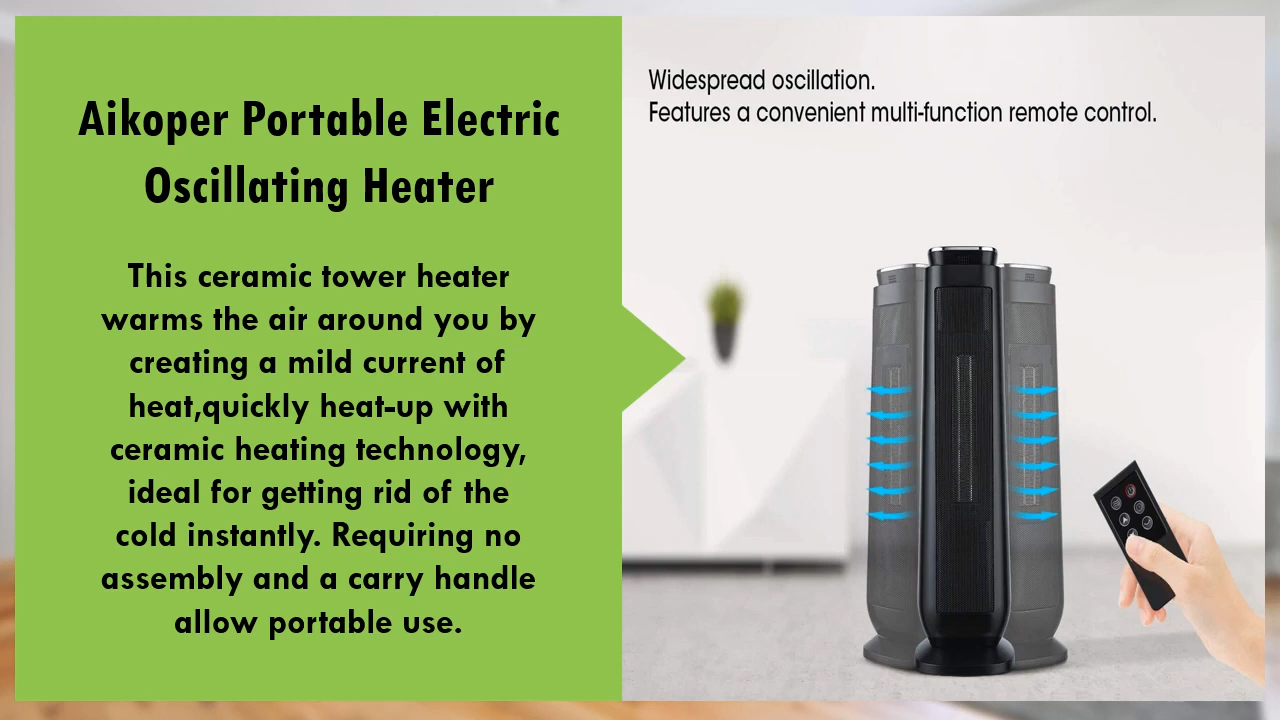 Aikoper Portable Electric
Oscillating Heater
This ceramic tower heater
warms the air around you by
creating a mild current of
heat,quickly heat-up with
ceramic heating technology,
ideal for getting rid of the
cold instantly. Requiring no
assembly and a carry handle
allow portable use.
Widespread oscillation.
Features a convenient multi-function remote control.